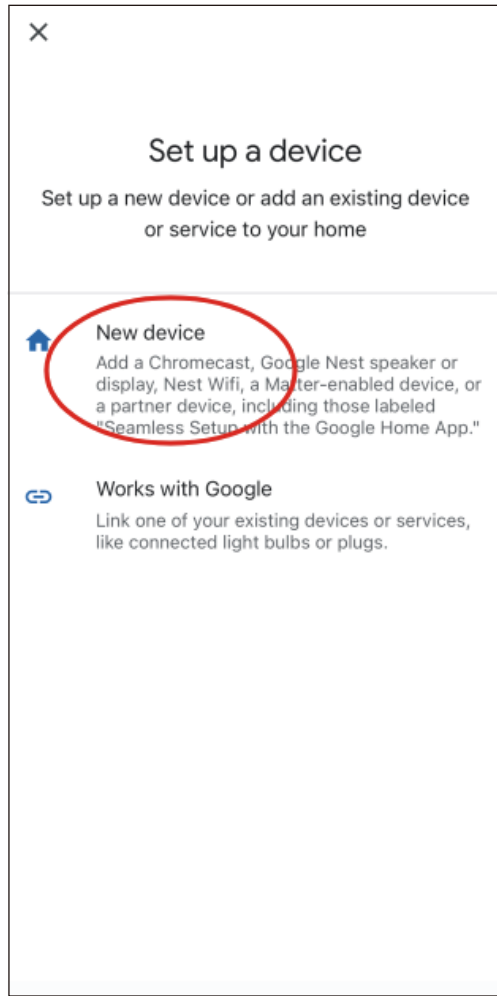 Set up a device
Set up a new device or add an existing device
or service to your home
New device
Add a Chromecast, Google Nest speaker or
display, Nest Wifi, a Matter-enabled device, or
a partner device, including those labeled
"Seamless Setup with the Google Home App."
Works with Google
Link one of your existing devices or services,
like connected light bulbs or plugs.